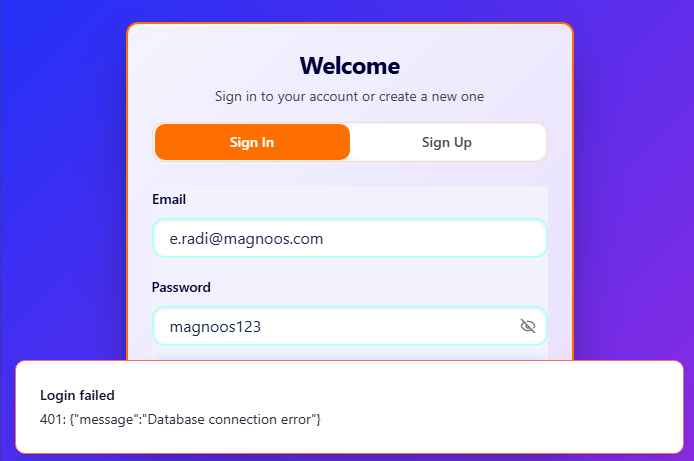 Welcome
Sign in to your account or create a new one
Sign In Sign Up
Email
e.radi@magnoos.com
Password
magnoos123
Login failed
401: {"message":"Database connection error"}